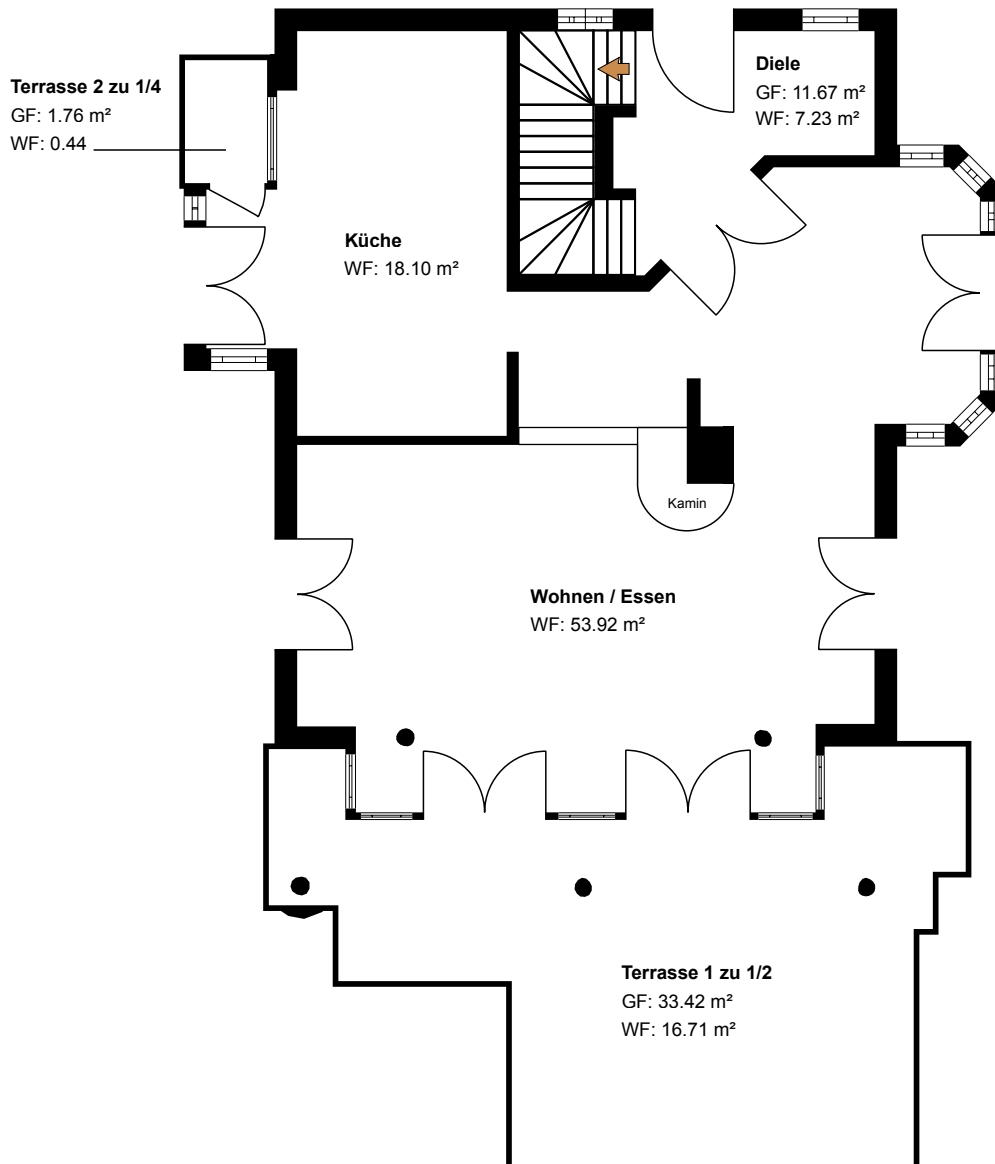 Diele
GF: 11.67 m²
WF: 7.23 m²
Terrasse 2 zu 1/4
GF: 1.76 m²
WF: 0.44
Küche
WF: 18.10 m²
Kamin
Wohnen / Essen
WF: 53.92 m²
Terrasse 1 zu 1/2
GF: 33.42 m²
WF: 16.71 m²